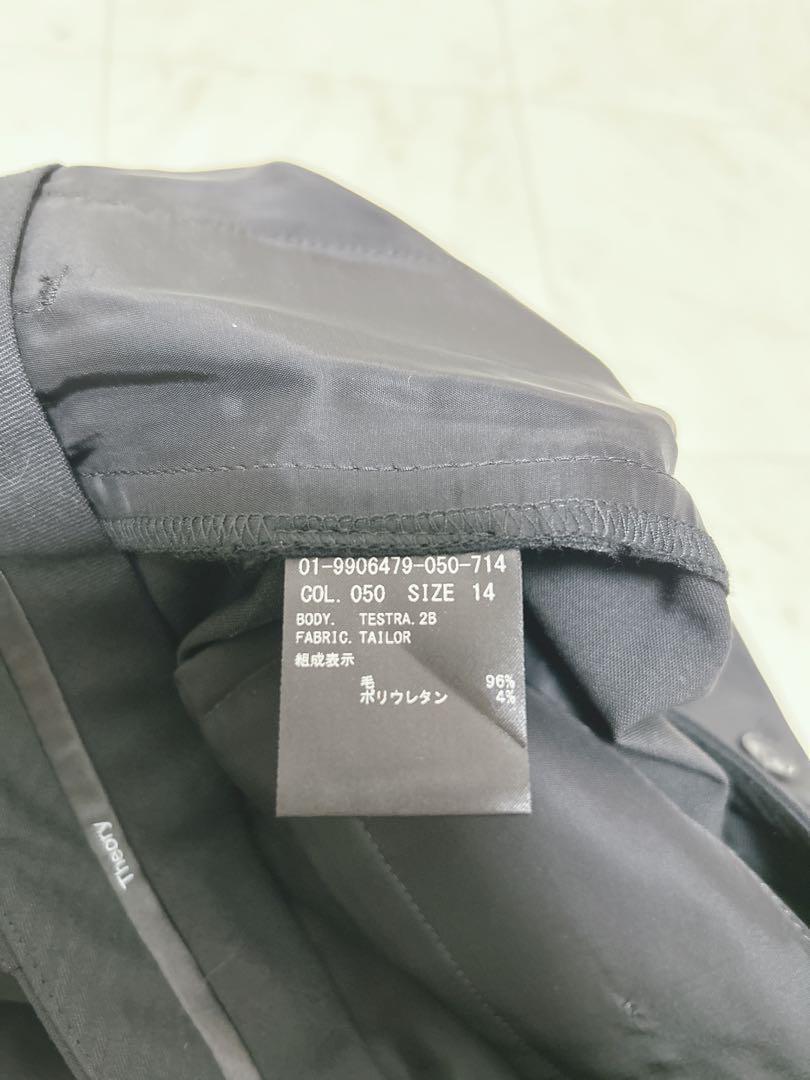 01-9906479-050-714
COL. 050 SIZE 14
BODY. TESTRA.2B
FABRIC. TAILOR
組成表示
毛 96%
ポリウレタン 4%
Theory